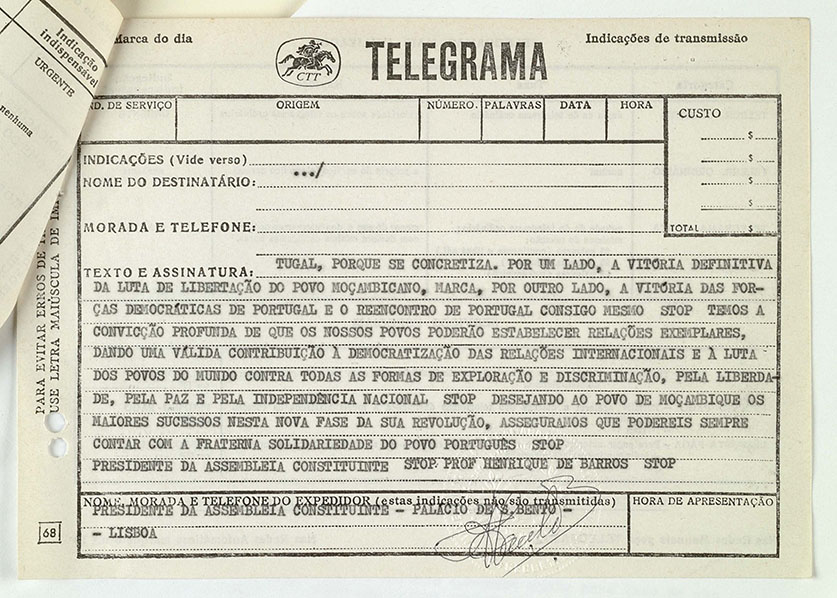 Indicação
indispensável
URGENTE
nenhuma
Marca do dia
CTT
TELEGRAMA
Indicações de transmissão
ND. DE SERVIÇO ORIGEM NÚMERO. PALAVRAS DATA HORA CUSTO
$
$
$
$
TOTAL $
INDICAÇÕES (Vide verso)
.../
NOME DO DESTINATÁRIO:
MORADA E TELEFONE:
TEXTO E ASSINATURA: TUGAL, PORQUE SE CONCRETIZA. POR UM LADO, A VITÓRIA DEFINITIVA
DA LUTA DE LIBERTAÇÃO DO POVO MOÇAMBICANO, MARCA, POR OUTRO LADO, A VITÓRIA DAS FOR-
ÇAS DEMOCRÁTICAS DE PORTUGAL E O REENCONTRO DE PORTUGAL CONSIGO MESMO STOP TEMOS A
CONVICÇÃO PROFUNDA DE QUE OS NOSSOS POVOS PODERÃO ESTABELECER RELAÇÕES EXEMPLARES,
DANDO UMA VÁLIDA CONTRIBUIÇÃO À DEMOCRATIZAÇÃO DAS RELAÇÕES INTERNACIONAIS E À LUTA
DOS POVOS DO MUNDO CONTRA TODAS AS FORMAS DE EXPLORAÇÃO E DISCRIMINAÇÃO, PELA LIBERDA-
DE, PELA PAZ E PELA INDEPENDÊNCIA NACIONAL STOP DESEJANDO AO POVO DE MOÇAMBIQUE OS
MAIORES SUCESSOS NESTA NOVA FASE DA SUA REVOLUÇÃO, ASSEGURAMOS QUE PODEREIS SEMPRE
CONTAR COM A FRATERNA SOLIDARIEDADE DO POVO PORTUGUÊS STOP
PRESIDENTE DA ASSEMBLEIA CONSTITUINTE STOP PROF HENRIQUE DE BARROS STOP
NOME, MORADA E TELEFONE DO EXPEDIDOR (estas indicações não são transmitidas) HORA DE APRESENTAÇÃO
PRESIDENTE DA ASSEMBLEIA CONSTITUINTE - PALÁCIO DE S. BENTO -
- LISBOA
68
PARA EVITAR ERROS DE
USE LETRA MAIÚSCULA DE